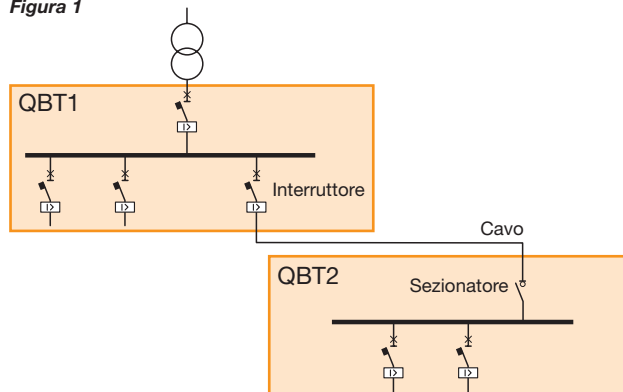 Figura 1
QBT1
I>
I>
I>
I>
Interruttore
Cavo
QBT2
Sezionatore
I>
I>